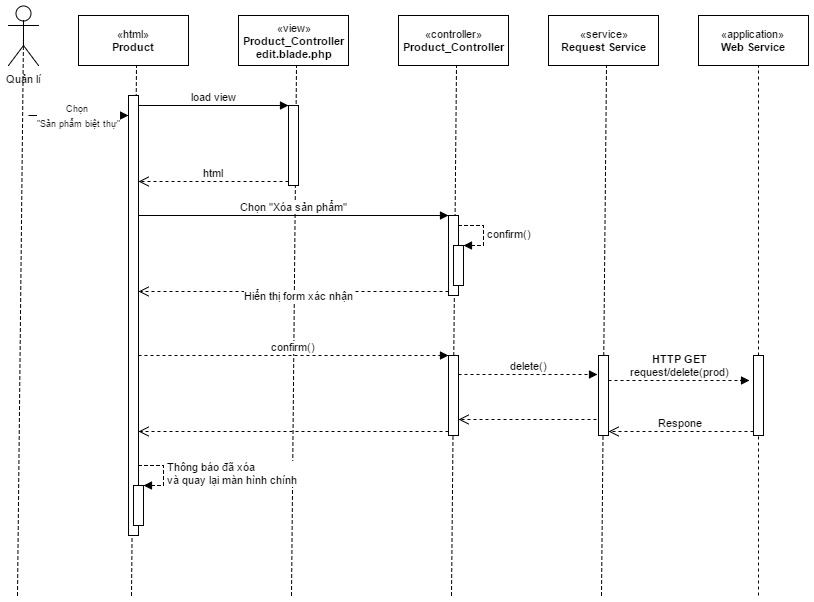 «html»
Product
«view»
Product_Controller
edit.blade.php
«controller»
Product_Controller
«service»
Request Service
«application»
Web Service
Quản lí
Chọn
"Sản phẩm biệt thự"
load view
html
Chọn "Xóa sản phẩm"
confirm()
Hiển thị form xác nhận
confirm()
delete()
HTTP GET
request/delete(prod)
Respone
Thông báo đã xóa
và quay lại màn hình chính